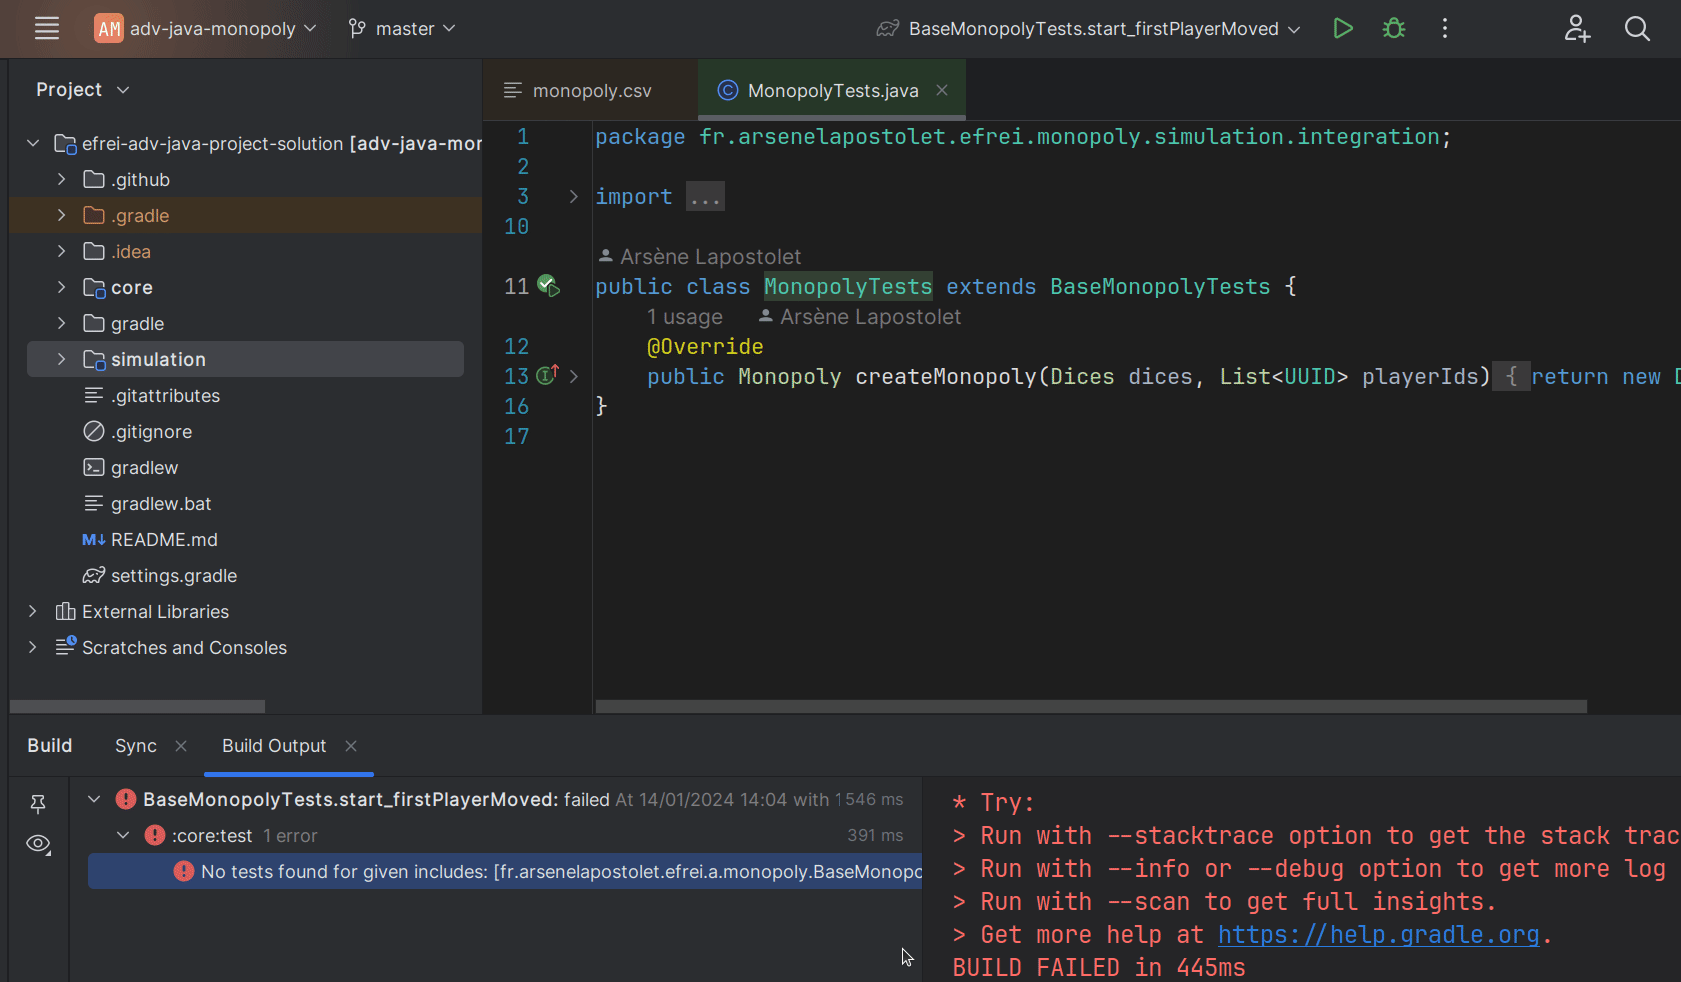 AM adv-java-monopoly master BaseMonopolyTests.start_firstPlayerMoved
Project
efrei-adv-java-project-solution [adv-java-mor
.github
.gradle
.idea
core
gradle
simulation
.gitattributes
.gitignore
gradlew
gradlew.bat
M↓ README.md
settings.gradle
External Libraries
Scratches and Consoles
monopoly.csv
C MonopolyTests.java
1 package fr.arsenelapostolet.efrei.monopoly.simulation.integration;
2
3 import ...
10
Arsène Lapostolet
11 public class MonopolyTests extends BaseMonopolyTests {
1 usage Arsène Lapostolet
12 @Override
13 public Monopoly createMonopoly(Dices dices, List<UUID> playerIds) { return new D
16 }
17
Build Sync Build Output
BaseMonopolyTests.start_firstPlayerMoved: failed At 14/01/2024 14:04 with 1 546 ms
:core:test 1 error 391 ms
No tests found for given includes: [fr.arsenelapostolet.efrei.a.monopoly.BaseMonopo
* Try:
> Run with --stacktrace option to get the stack trac
> Run with --info or --debug option to get more log
> Run with --scan to get full insights.
> Get more help at https://help.gradle.org.
BUILD FAILED in 445ms